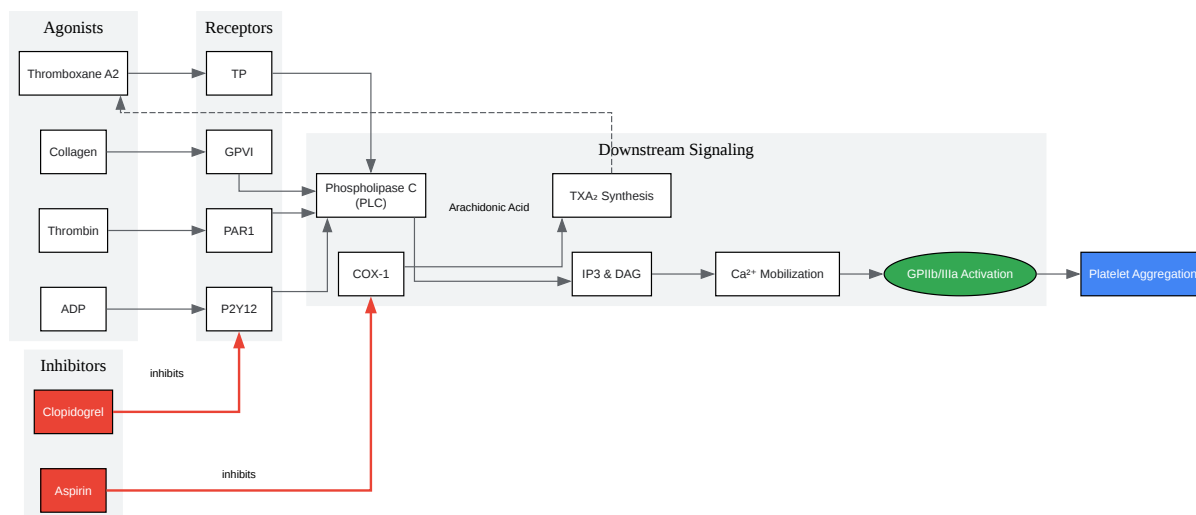 Agonists
Receptors
Thromboxane A2
TP
Collagen
GPVI
Downstream Signaling
Phospholipase C
(PLC)
Arachidonic Acid
TXA₂ Synthesis
Thrombin
PAR1
COX-1
IP3 & DAG
Ca²⁺ Mobilization
GPIIb/IIIa Activation
Platelet Aggregation
ADP
P2Y12
Inhibitors
inhibits
Clopidogrel
inhibits
Aspirin